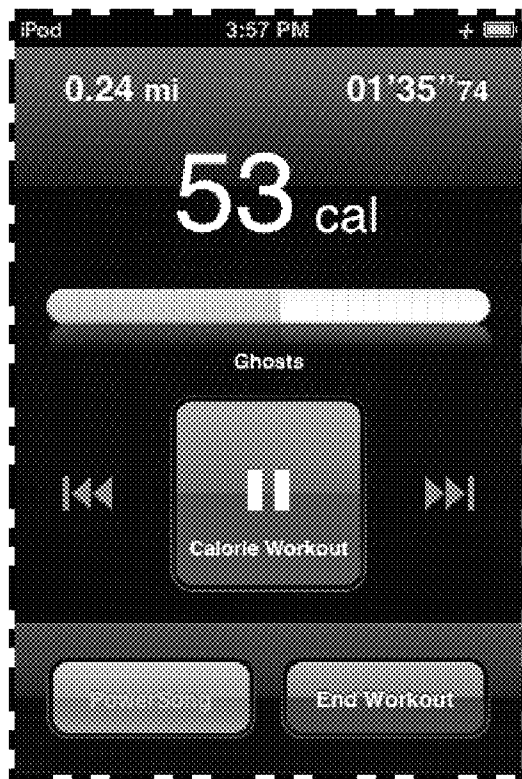 iPod 3:57 PM
0.24 mi 01'35"74
53 cal
Ghosts
Calorie Workout
End Workout